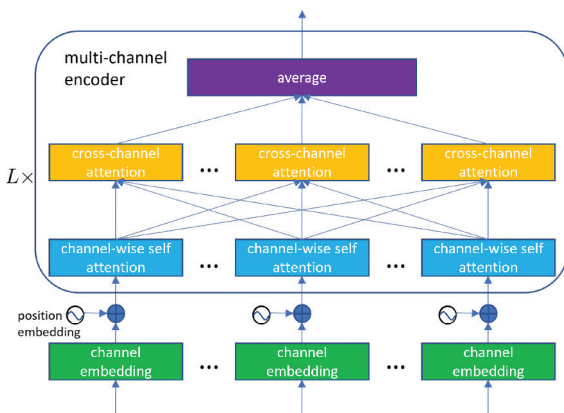 multi-channel
encoder
average
L×
cross-channel
attention
...
cross-channel
attention
...
cross-channel
attention
channel-wise self
attention
...
channel-wise self
attention
...
channel-wise self
attention
position
embedding
channel
embedding
...
channel
embedding
...
channel
embedding